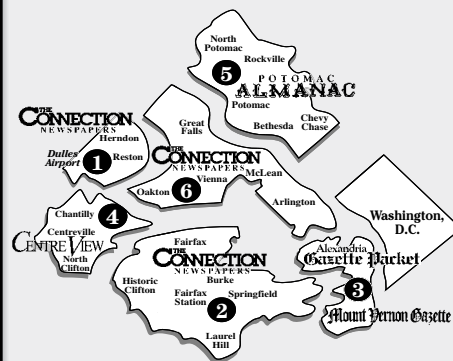 North
Potomac
Rockville
5
POTOMAC
ALMANAC
Potomac
Bethesda
Chevy
Chase
THE
CONNECTION
NEWSPAPERS
Herndon
Dulles
Airport
1
Reston
Great
Falls
THE
CONNECTION
NEWSPAPERS
Vienna
McLean
Oakton
6
Arlington
Chantilly
4
Centreville
CENTRE VIEW
North
Clifton
Washington,
D.C.
Fairfax
THE
CONNECTION
NEWSPAPERS
Burke
Historic
Clifton
Fairfax
Station
Springfield
2
Laurel
Hill
Alexandria
Gazette Packet
3
Mount Vernon Gazette